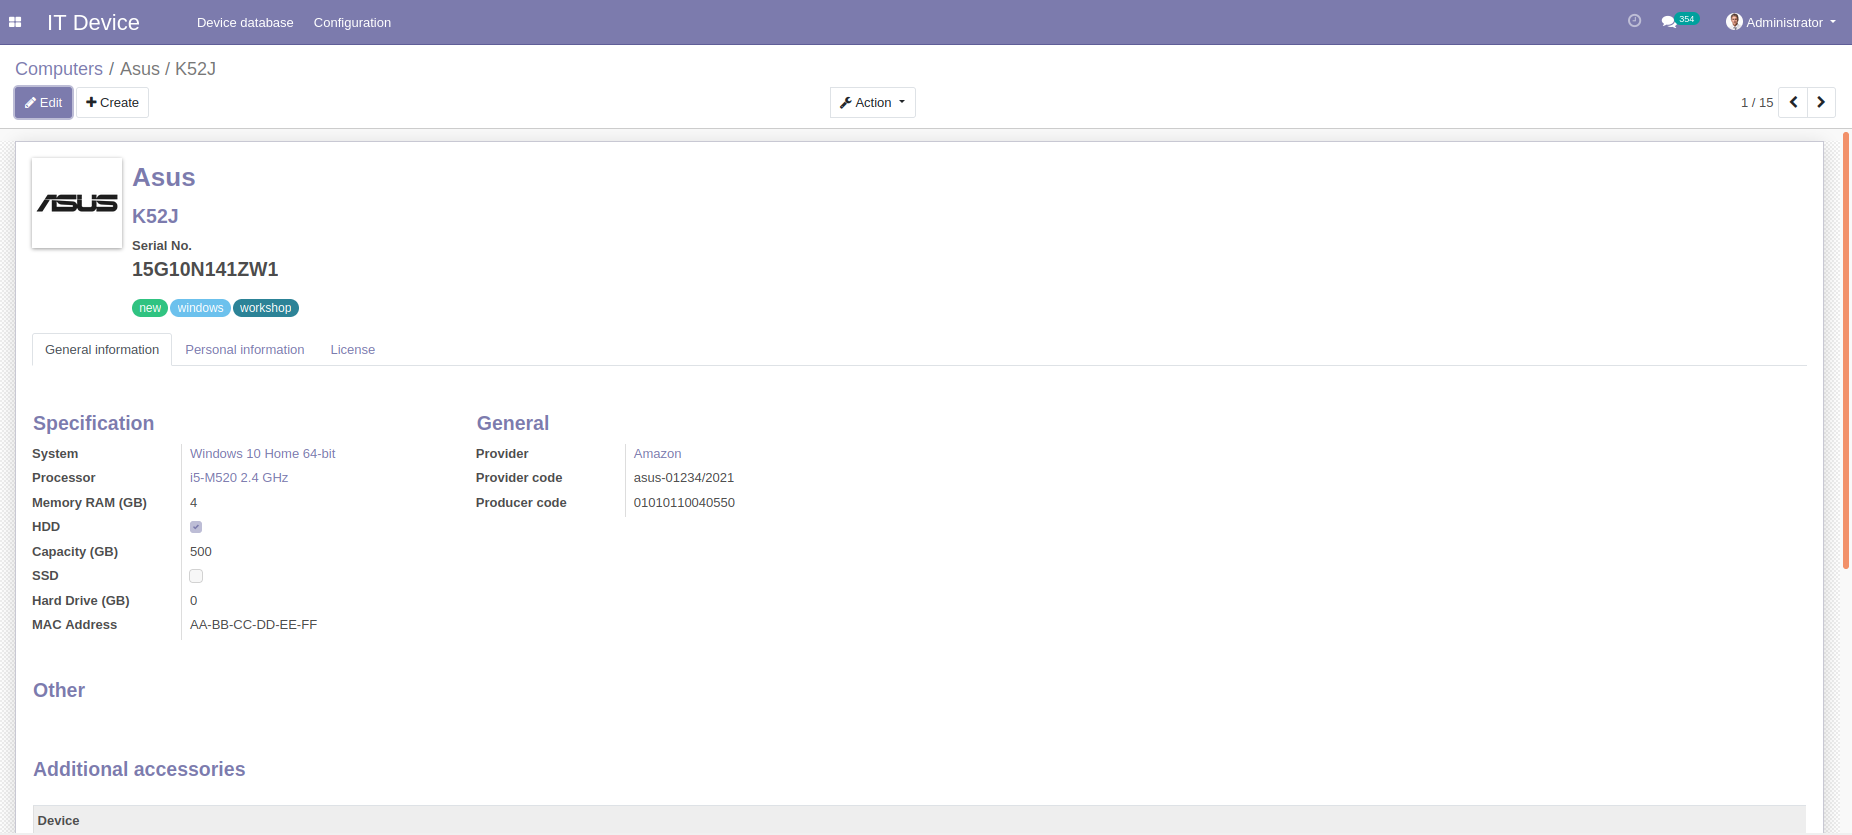 IT Device Device database Configuration 354 Administrator
Computers / Asus / K52J
Edit Create Action 1 / 15
ASUS
Asus
K52J
Serial No.
15G10N141ZW1
new windows workshop
General information Personal information License
Specification
System Windows 10 Home 64-bit
Processor i5-M520 2.4 GHz
Memory RAM (GB) 4
HDD
Capacity (GB) 500
SSD
Hard Drive (GB) 0
MAC Address AA-BB-CC-DD-EE-FF
General
Provider Amazon
Provider code asus-01234/2021
Producer code 01010110040550
Other
Additional accessories
Device